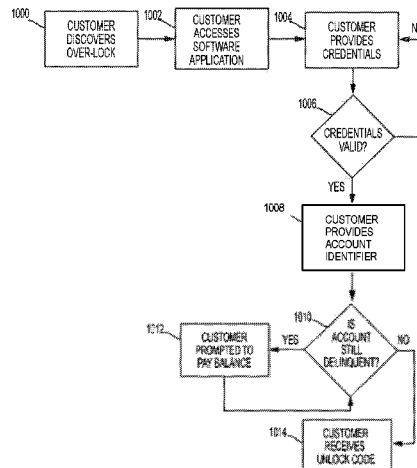 1000
CUSTOMER
DISCOVERS
OVER-LOCK
1002
CUSTOMER
ACCESSES
SOFTWARE
APPLICATION
1004
CUSTOMER
PROVIDES
CREDENTIALS
N
1006
CREDENTIALS
VALID?
YES
1008
CUSTOMER
PROVIDES
ACCOUNT
IDENTIFIER
1010
IS
ACCOUNT
STILL
DELINQUENT?
YES
NO
1012
CUSTOMER
PROMPTED TO
PAY BALANCE
1014
CUSTOMER
RECEIVES
UNLOCK CODE